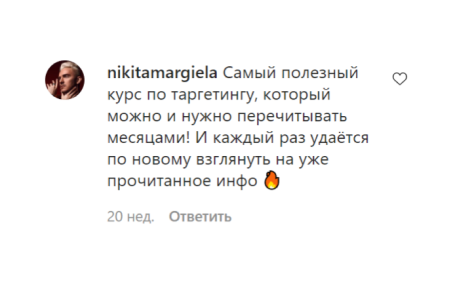 nikitamargiela Самый полезный
курс по таргетингу, который
можно и нужно перечитывать
месяцами! И каждый раз удаётся
по новому взглянуть на уже
прочитанное инфо 🔥
20 нед. Ответить